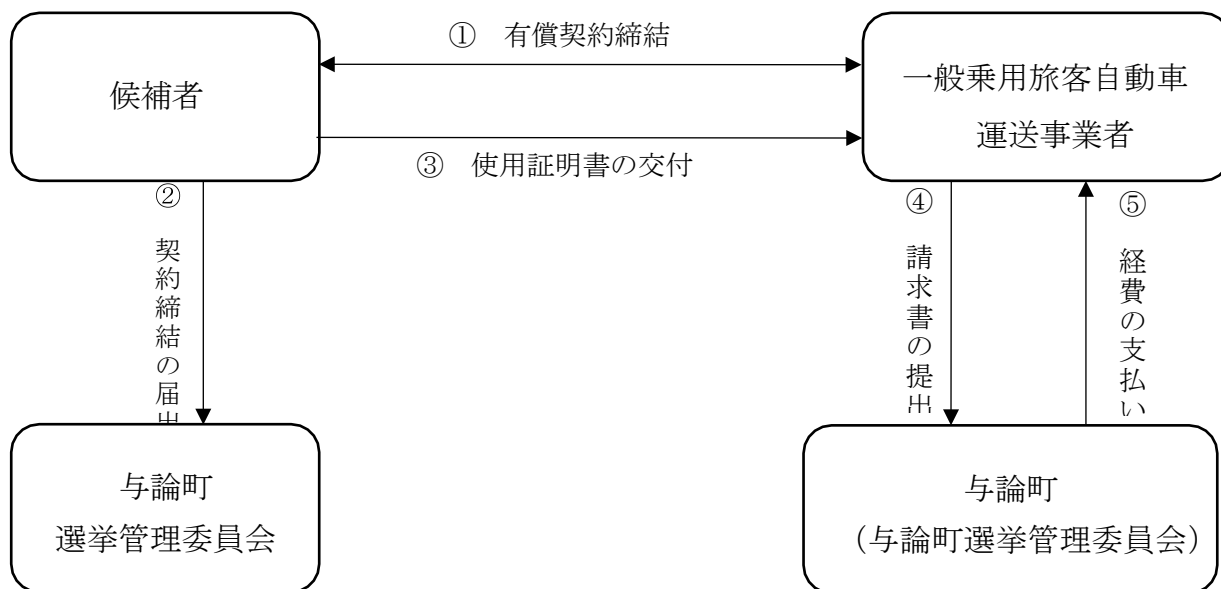 ① 有償契約締結
候補者
一般乗用旅客自動車
運送事業者
③ 使用証明書の交付
② 契約締結の届出
④ 請求書の提出
⑤ 経費の支払い
与論町
選挙管理委員会
与論町
(与論町選挙管理委員会)